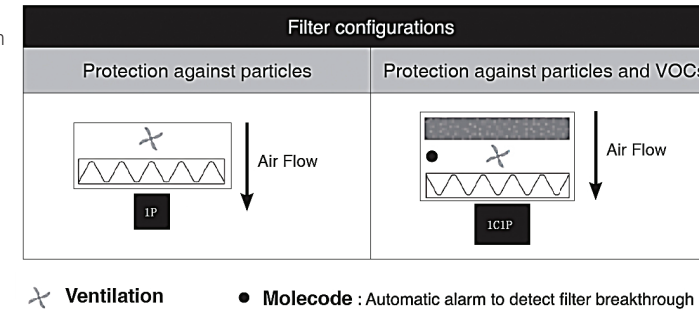 Filter configurations
Protection against particles
Protection against particles and VOCs
Air Flow
1P
Air Flow
1C1P
Ventilation
Molecode : Automatic alarm to detect filter breakthrough